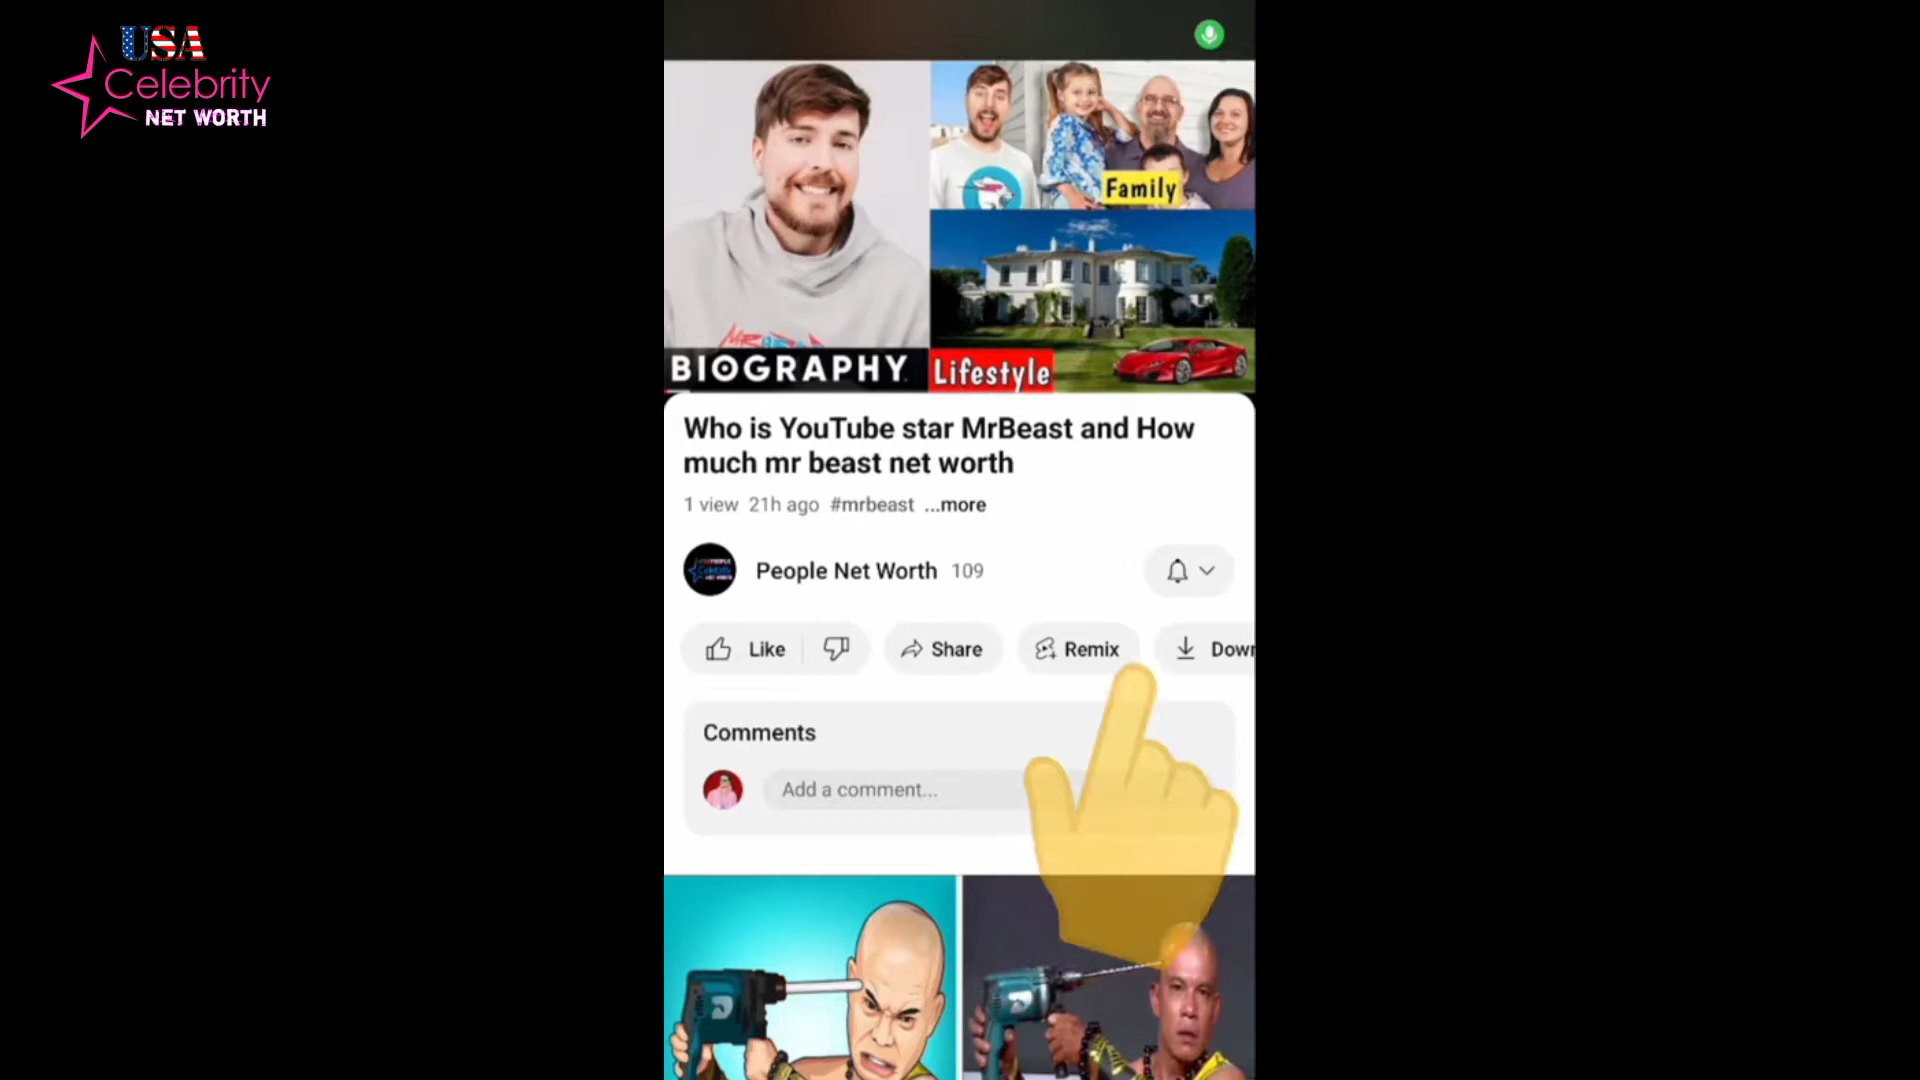 USA
Celebrity
NET WORTH
Family
BIOGRAPHY
Lifestyle
Who is YouTube star MrBeast and How
much mr beast net worth
1 view 21h ago #mrbeast ...more
People Net Worth 109
Like Share Remix Down
Comments
Add a comment...